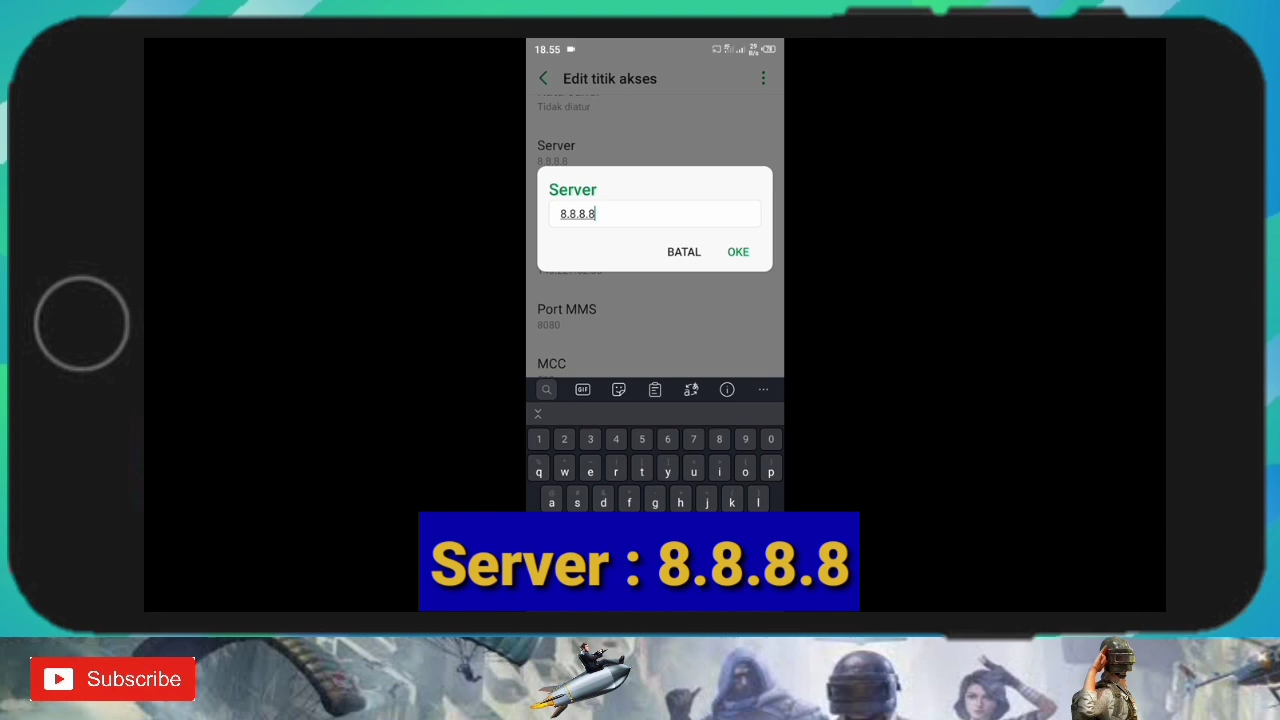 18.55
Edit titik akses
Tidak diatur
Server
8.8.8.8
Server
8.8.8.8
BATAL
OKE
Port MMS
8080
MCC
GIF
1 2 3 4 5 6 7 8 9 0
q w e r t y u i o p
a s d f g h j k l
Server : 8.8.8.8
Subscribe